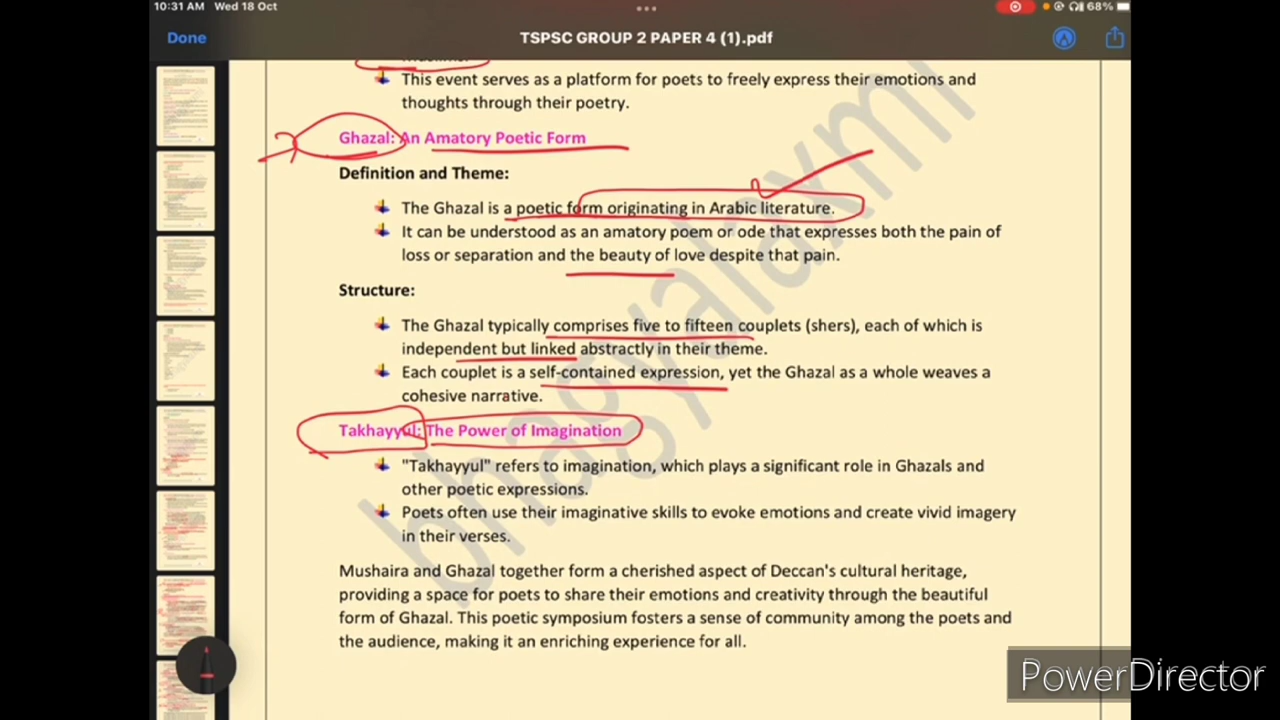 10:31 AM Wed 18 Oct
68%
Done
TSPSC GROUP 2 PAPER 4 (1).pdf
This event serves as a platform for poets to freely express their emotions and
thoughts through their poetry.
Ghazal: An Amatory Poetic Form
Definition and Theme:
The Ghazal is a poetic form originating in Arabic literature.
It can be understood as an amatory poem or ode that expresses both the pain of
loss or separation and the beauty of love despite that pain.
Structure:
The Ghazal typically comprises five to fifteen couplets (shers), each of which is
independent but linked abstractly in their theme.
Each couplet is a self-contained expression, yet the Ghazal as a whole weaves a
cohesive narrative.
Takhayyul: The Power of Imagination
"Takhayyul" refers to imagination, which plays a significant role in Ghazals and
other poetic expressions.
Poets often use their imaginative skills to evoke emotions and create vivid imagery
in their verses.
Mushaira and Ghazal together form a cherished aspect of Deccan's cultural heritage,
providing a space for poets to share their emotions and creativity through the beautiful
form of Ghazal. This poetic symposium fosters a sense of community among the poets and
the audience, making it an enriching experience for all.
bhagyalaxmi
PowerDirector